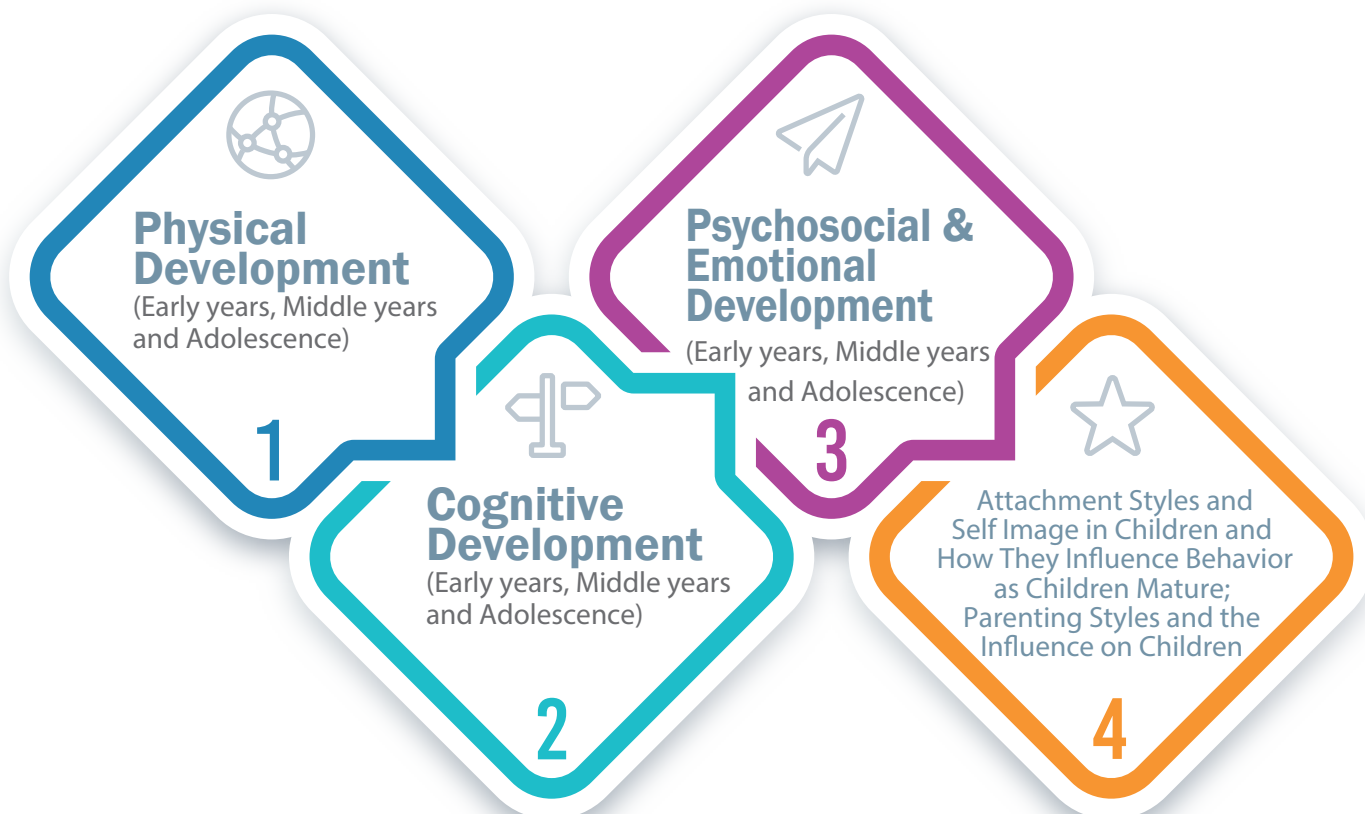 Physical
Development
(Early years, Middle years
and Adolescence)
1
Cognitive
Development
(Early years, Middle years
and Adolescence)
2
Psychosocial &
Emotional
Development
(Early years, Middle years
and Adolescence)
3
Attachment Styles and
Self Image in Children and
How They Influence Behavior
as Children Mature;
Parenting Styles and the
Influence on Children
4